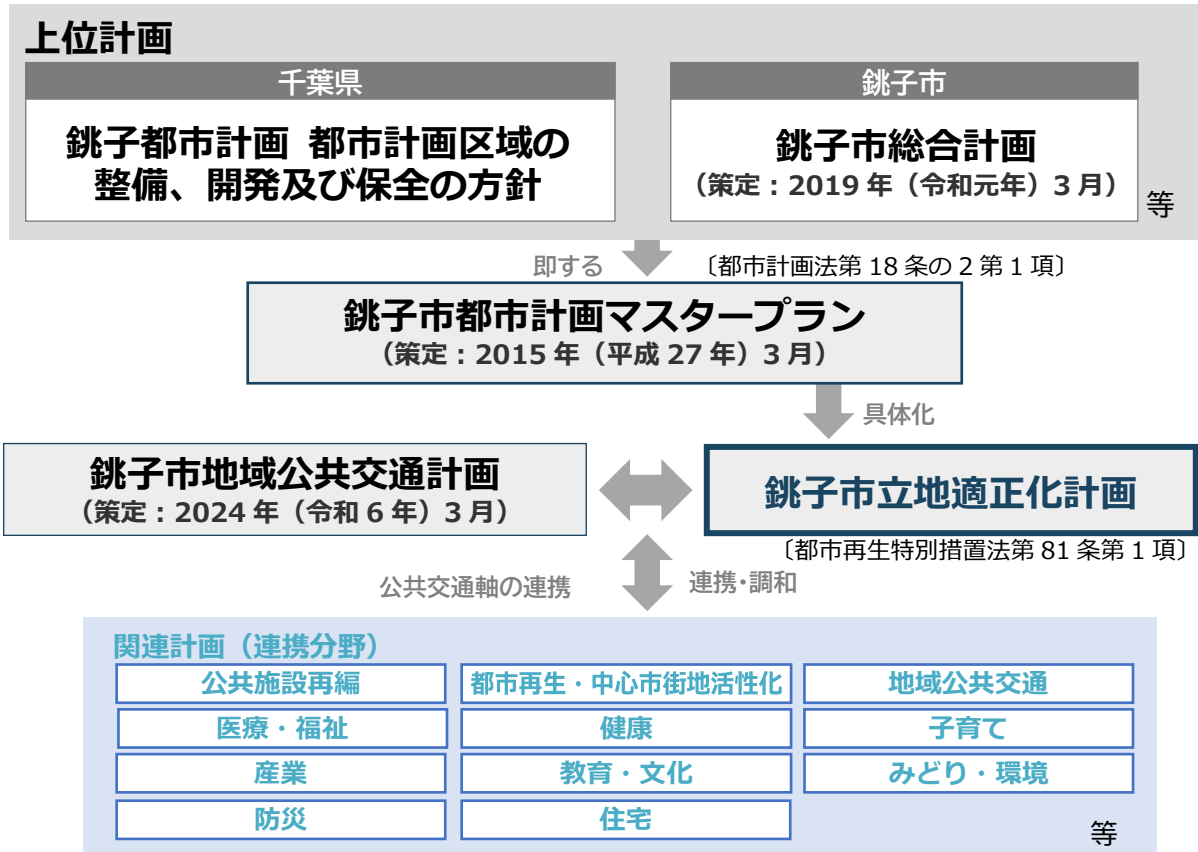 上位計画
千葉県
銚子都市計画 都市計画区域の
整備、開発及び保全の方針
銚子市
銚子市総合計画
（策定：2019 年（令和元年）3 月）
等
即する
〔都市計画法第 18 条の 2 第 1 項〕
銚子市都市計画マスタープラン
（策定：2015 年（平成 27 年）3 月）
具体化
銚子市地域公共交通計画
（策定：2024 年（令和 6 年）3 月）
銚子市立地適正化計画
〔都市再生特別措置法第 81 条第 1 項〕
公共交通軸の連携
連携・調和
関連計画（連携分野）
公共施設再編
都市再生・中心市街地活性化
地域公共交通
医療・福祉
健康
子育て
産業
教育・文化
みどり・環境
防災
住宅
等